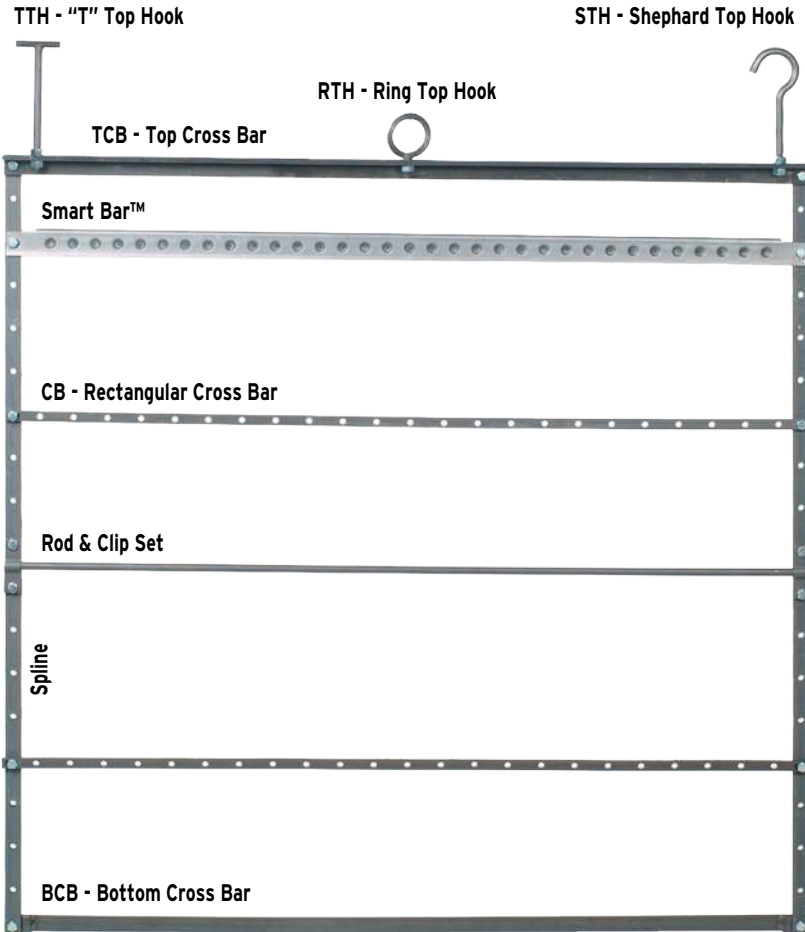 TTH - “T” Top Hook
STH - Shephard Top Hook
RTH - Ring Top Hook
TCB - Top Cross Bar
Smart Bar™
CB - Rectangular Cross Bar
Rod & Clip Set
Spline
BCB - Bottom Cross Bar